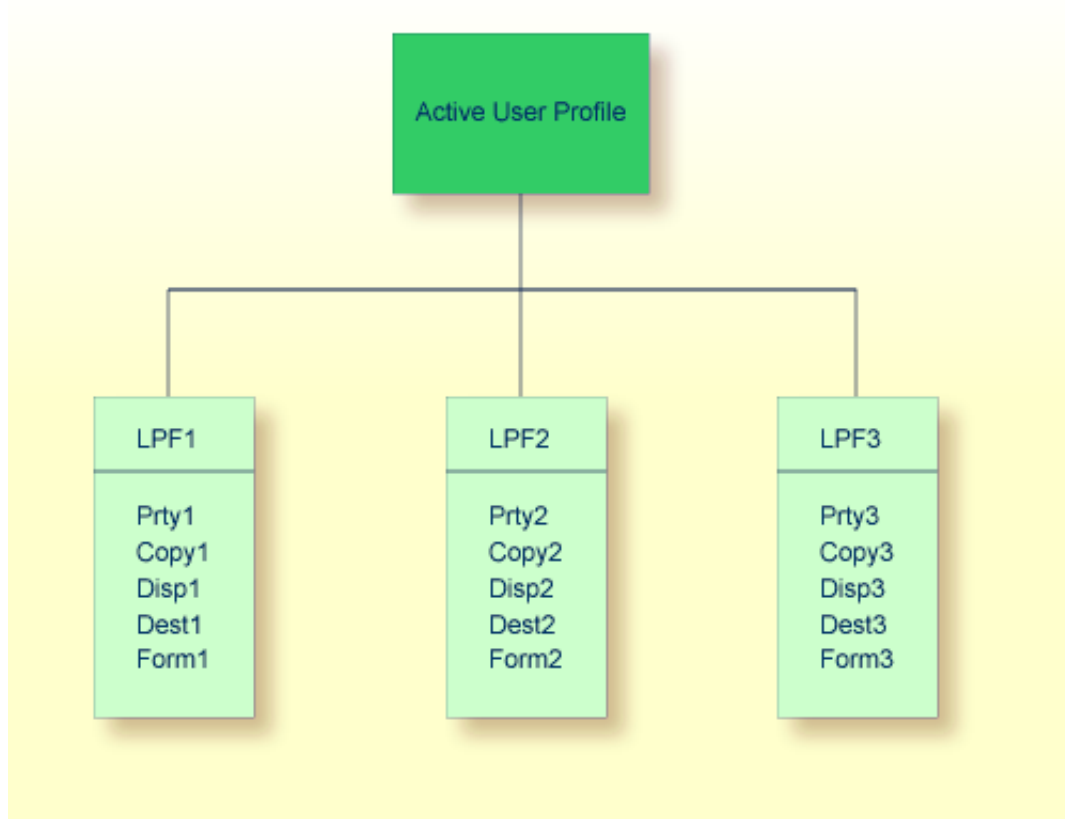 Active User Profile
LPF1
Prty1
Copy1
Disp1
Dest1
Form1
LPF2
Prty2
Copy2
Disp2
Dest2
Form2
LPF3
Prty3
Copy3
Disp3
Dest3
Form3